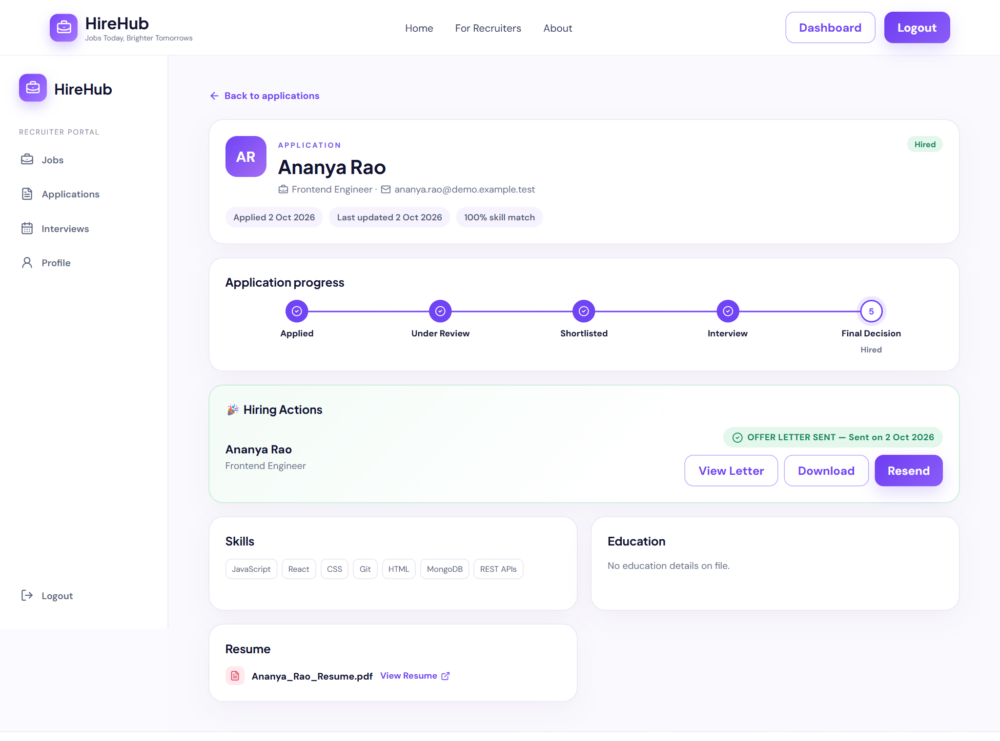 HireHub
Jobs Today, Brighter Tomorrows
Home
For Recruiters
About
Dashboard
Logout
HireHub
RECRUITER PORTAL
Jobs
Applications
Interviews
Profile
Logout
Back to applications
AR
APPLICATION
Ananya Rao
Frontend Engineer · ananya.rao@demo.example.test
Hired
Applied 2 Oct 2026
Last updated 2 Oct 2026
100% skill match
Application progress
5
Applied
Under Review
Shortlisted
Interview
Final Decision
Hired
🎉 Hiring Actions
Ananya Rao
Frontend Engineer
OFFER LETTER SENT — Sent on 2 Oct 2026
View Letter
Download
Resend
Skills
JavaScript
React
CSS
Git
HTML
MongoDB
REST APIs
Education
No education details on file.
Resume
Ananya_Rao_Resume.pdf
View Resume